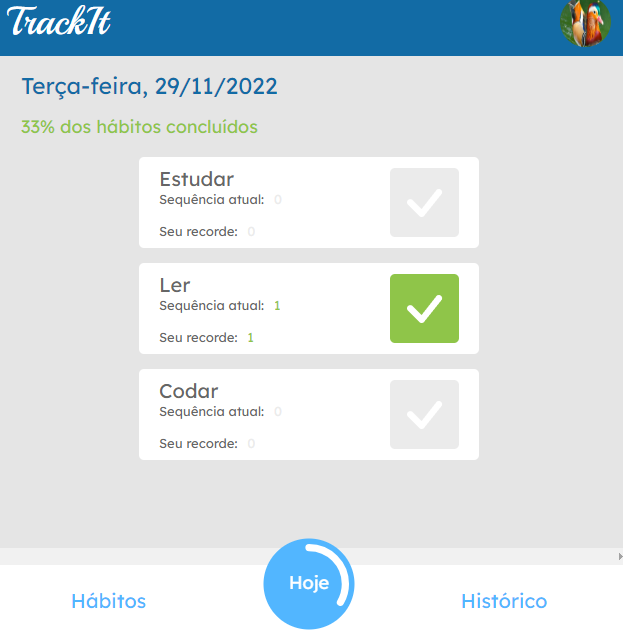 TrackIt
Terça-feira, 29/11/2022
33% dos hábitos concluídos
Estudar
Sequência atual: 0
Seu recorde: 0
Ler
Sequência atual: 1
Seu recorde: 1
Codar
Sequência atual: 0
Seu recorde: 0
Hábitos
Hoje
Histórico